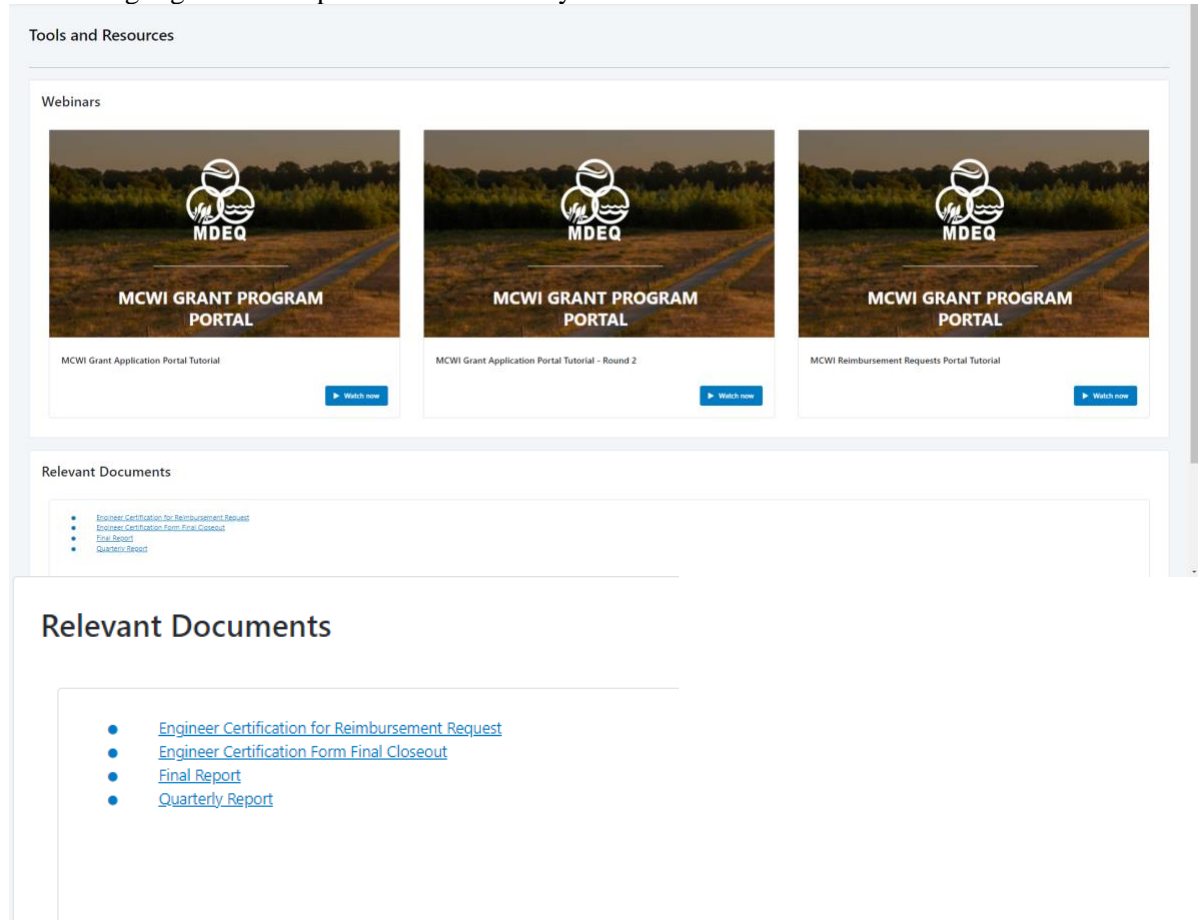 Tools and Resources
Webinars
MDEQ
MCWI GRANT PROGRAM
PORTAL
MCWI Grant Application Portal Tutorial
Watch now
MDEQ
MCWI GRANT PROGRAM
PORTAL
MCWI Grant Application Portal Tutorial - Round 2
Watch now
MDEQ
MCWI GRANT PROGRAM
PORTAL
MCWI Reimbursement Requests Portal Tutorial
Watch now
Relevant Documents
Engineer Certification for Reimbursement Request
Engineer Certification Form Final Closeout
Final Report
Quarterly Report
Relevant Documents
Engineer Certification for Reimbursement Request
Engineer Certification Form Final Closeout
Final Report
Quarterly Report